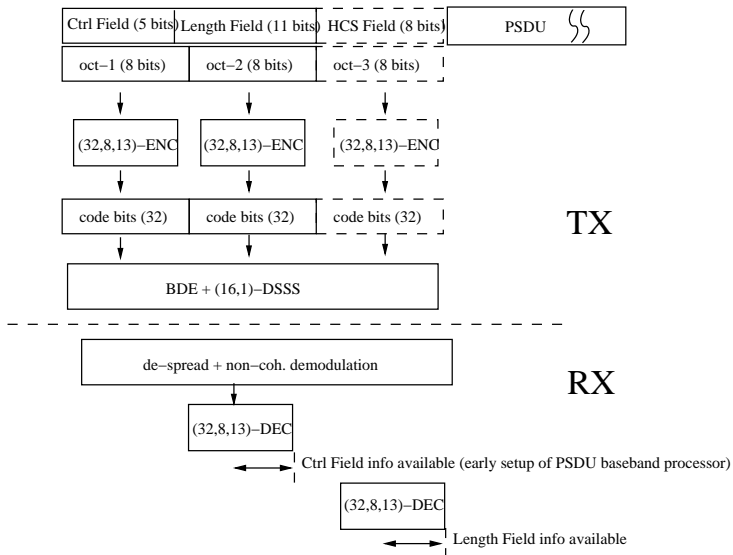 Ctrl Field (5 bits) Length Field (11 bits) HCS Field (8 bits) PSDU
oct−1 (8 bits) oct−2 (8 bits) oct−3 (8 bits)
(32,8,13)−ENC (32,8,13)−ENC (32,8,13)−ENC
code bits (32) code bits (32) code bits (32)
TX
BDE + (16,1)−DSSS
de−spread + non−coh. demodulation
RX
(32,8,13)−DEC
Ctrl Field info available (early setup of PSDU baseband processor)
(32,8,13)−DEC
Length Field info available